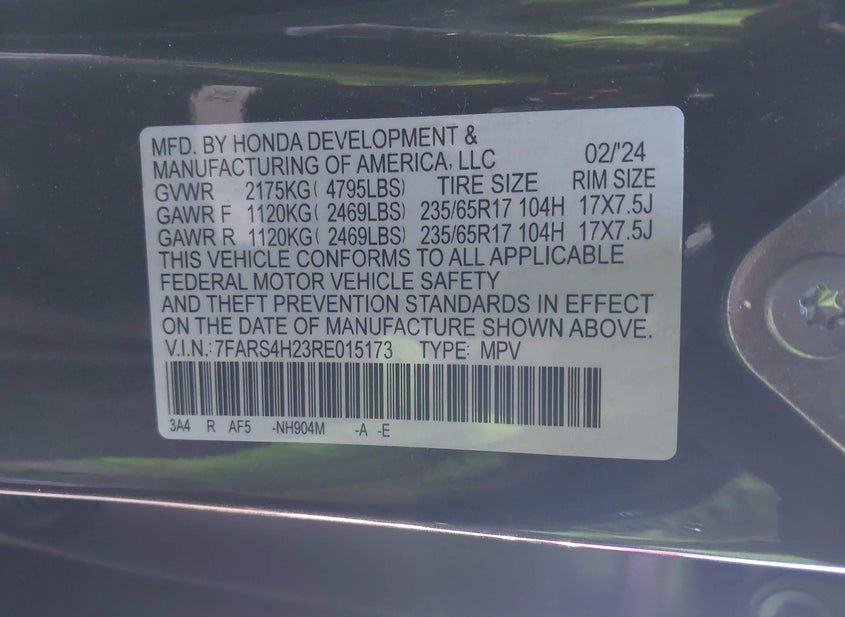 MFD. BY HONDA DEVELOPMENT &
MANUFACTURING OF AMERICA, LLC 02/'24
GVWR 2175KG( 4795LBS) TIRE SIZE RIM SIZE
GAWR F 1120KG( 2469LBS) 235/65R17 104H 17X7.5J
GAWR R 1120KG( 2469LBS) 235/65R17 104H 17X7.5J
THIS VEHICLE CONFORMS TO ALL APPLICABLE
FEDERAL MOTOR VEHICLE SAFETY
AND THEFT PREVENTION STANDARDS IN EFFECT
ON THE DATE OF MANUFACTURE SHOWN ABOVE.
V.I.N.: 7FARS4H23RE015173 TYPE: MPV
3A4 R AF5 -NH904M -A -E